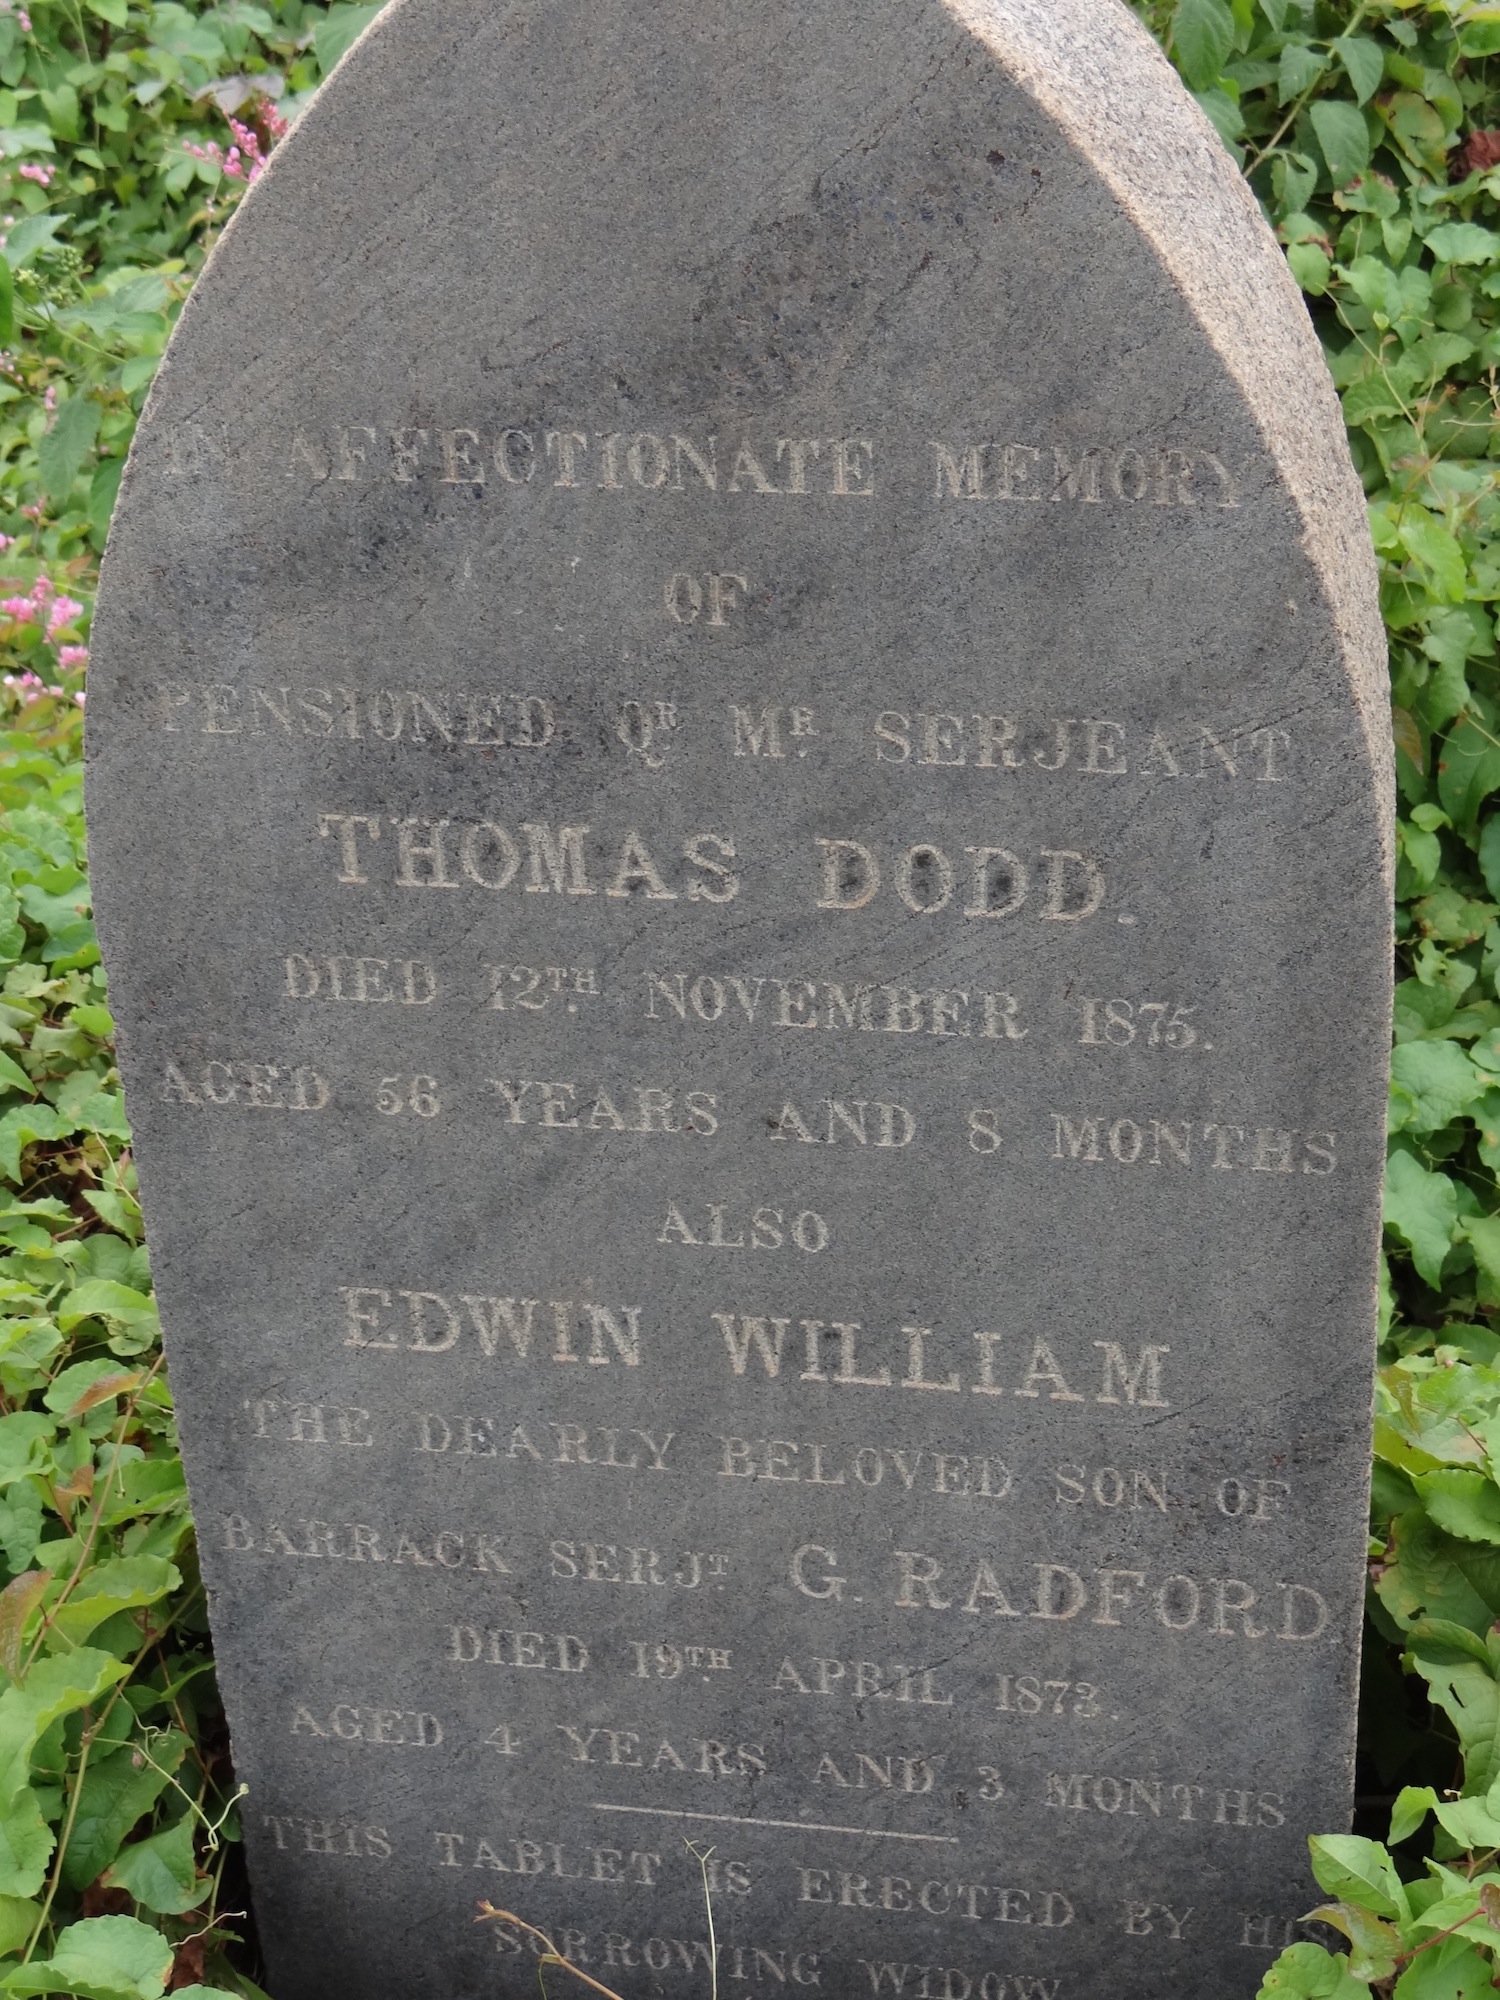 IN AFFECTIONATE MEMORY
OF
PENSIONED QR MR. SERJEANT
THOMAS DODD.
DIED 12TH. NOVEMBER 1875.
AGED 56 YEARS AND 8 MONTHS
ALSO
EDWIN WILLIAM
THE DEARLY BELOVED SON OF
BARRACK SERJT. G. RADFORD
DIED 19TH. APRIL 1873.
AGED 4 YEARS AND 3 MONTHS
THIS TABLET IS ERECTED BY HIS
SORROWING WIDOW